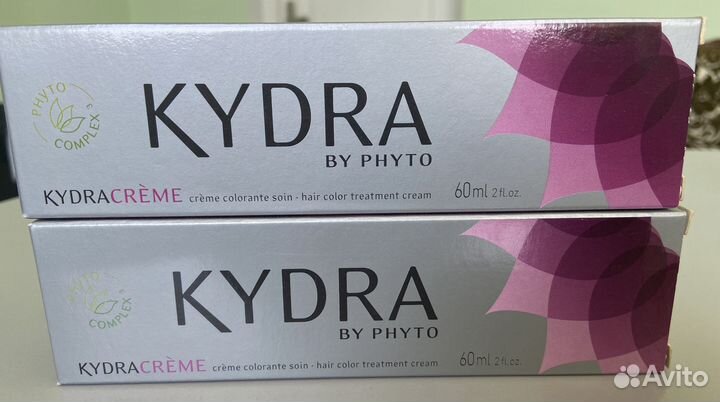 PHYTO
COMPLEX 3
KYDRA
BY PHYTO
KYDRACRÈME crème colorante soin - hair color treatment cream 60ml 2 fl.oz.
PHYTO
COMPLEX
KYDRA
BY PHYTO
KYDRACRÈME crème colorante soin - hair color treatment cream 60ml 2 fl.oz.
Avito